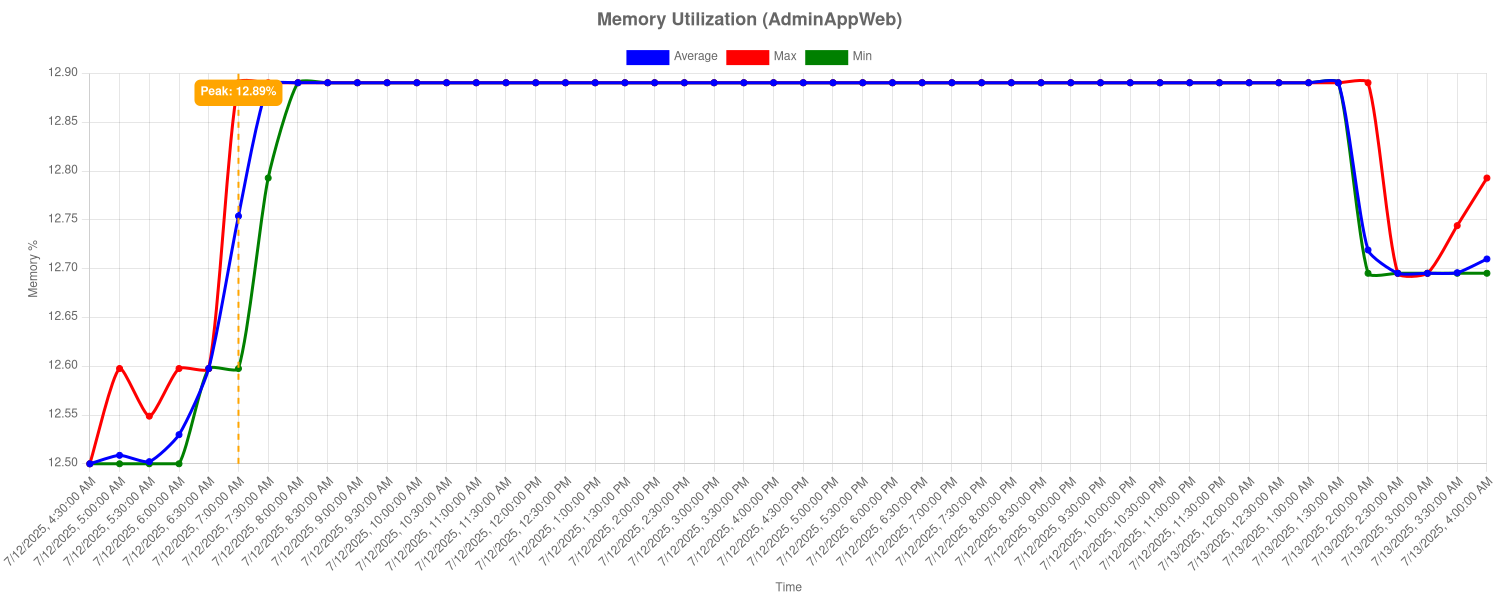 Memory Utilization (AdminAppWeb)
Average Max Min
12.90
Peak: 12.89%
12.85
12.80
12.75
12.70
12.65
12.60
12.55
12.50
Memory %
7/12/2025, 4:30:00 AM
7/12/2025, 5:00:00 AM
7/12/2025, 5:30:00 AM
7/12/2025, 6:00:00 AM
7/12/2025, 6:30:00 AM
7/12/2025, 7:00:00 AM
7/12/2025, 7:30:00 AM
7/12/2025, 8:00:00 AM
7/12/2025, 8:30:00 AM
7/12/2025, 9:00:00 AM
7/12/2025, 9:30:00 AM
7/12/2025, 10:00:00 AM
7/12/2025, 10:30:00 AM
7/12/2025, 11:00:00 AM
7/12/2025, 11:30:00 AM
7/12/2025, 12:00:00 PM
7/12/2025, 12:30:00 PM
7/12/2025, 1:00:00 PM
7/12/2025, 1:30:00 PM
7/12/2025, 2:00:00 PM
7/12/2025, 2:30:00 PM
7/12/2025, 3:00:00 PM
7/12/2025, 3:30:00 PM
7/12/2025, 4:00:00 PM
7/12/2025, 4:30:00 PM
7/12/2025, 5:00:00 PM
7/12/2025, 5:30:00 PM
7/12/2025, 6:00:00 PM
7/12/2025, 6:30:00 PM
7/12/2025, 7:00:00 PM
7/12/2025, 7:30:00 PM
7/12/2025, 8:00:00 PM
7/12/2025, 8:30:00 PM
7/12/2025, 9:00:00 PM
7/12/2025, 9:30:00 PM
7/12/2025, 10:00:00 PM
7/12/2025, 10:30:00 PM
7/12/2025, 11:00:00 PM
7/12/2025, 11:30:00 PM
7/13/2025, 12:00:00 AM
7/13/2025, 12:30:00 AM
7/13/2025, 1:00:00 AM
7/13/2025, 1:30:00 AM
7/13/2025, 2:00:00 AM
7/13/2025, 2:30:00 AM
7/13/2025, 3:00:00 AM
7/13/2025, 3:30:00 AM
7/13/2025, 4:00:00 AM
Time